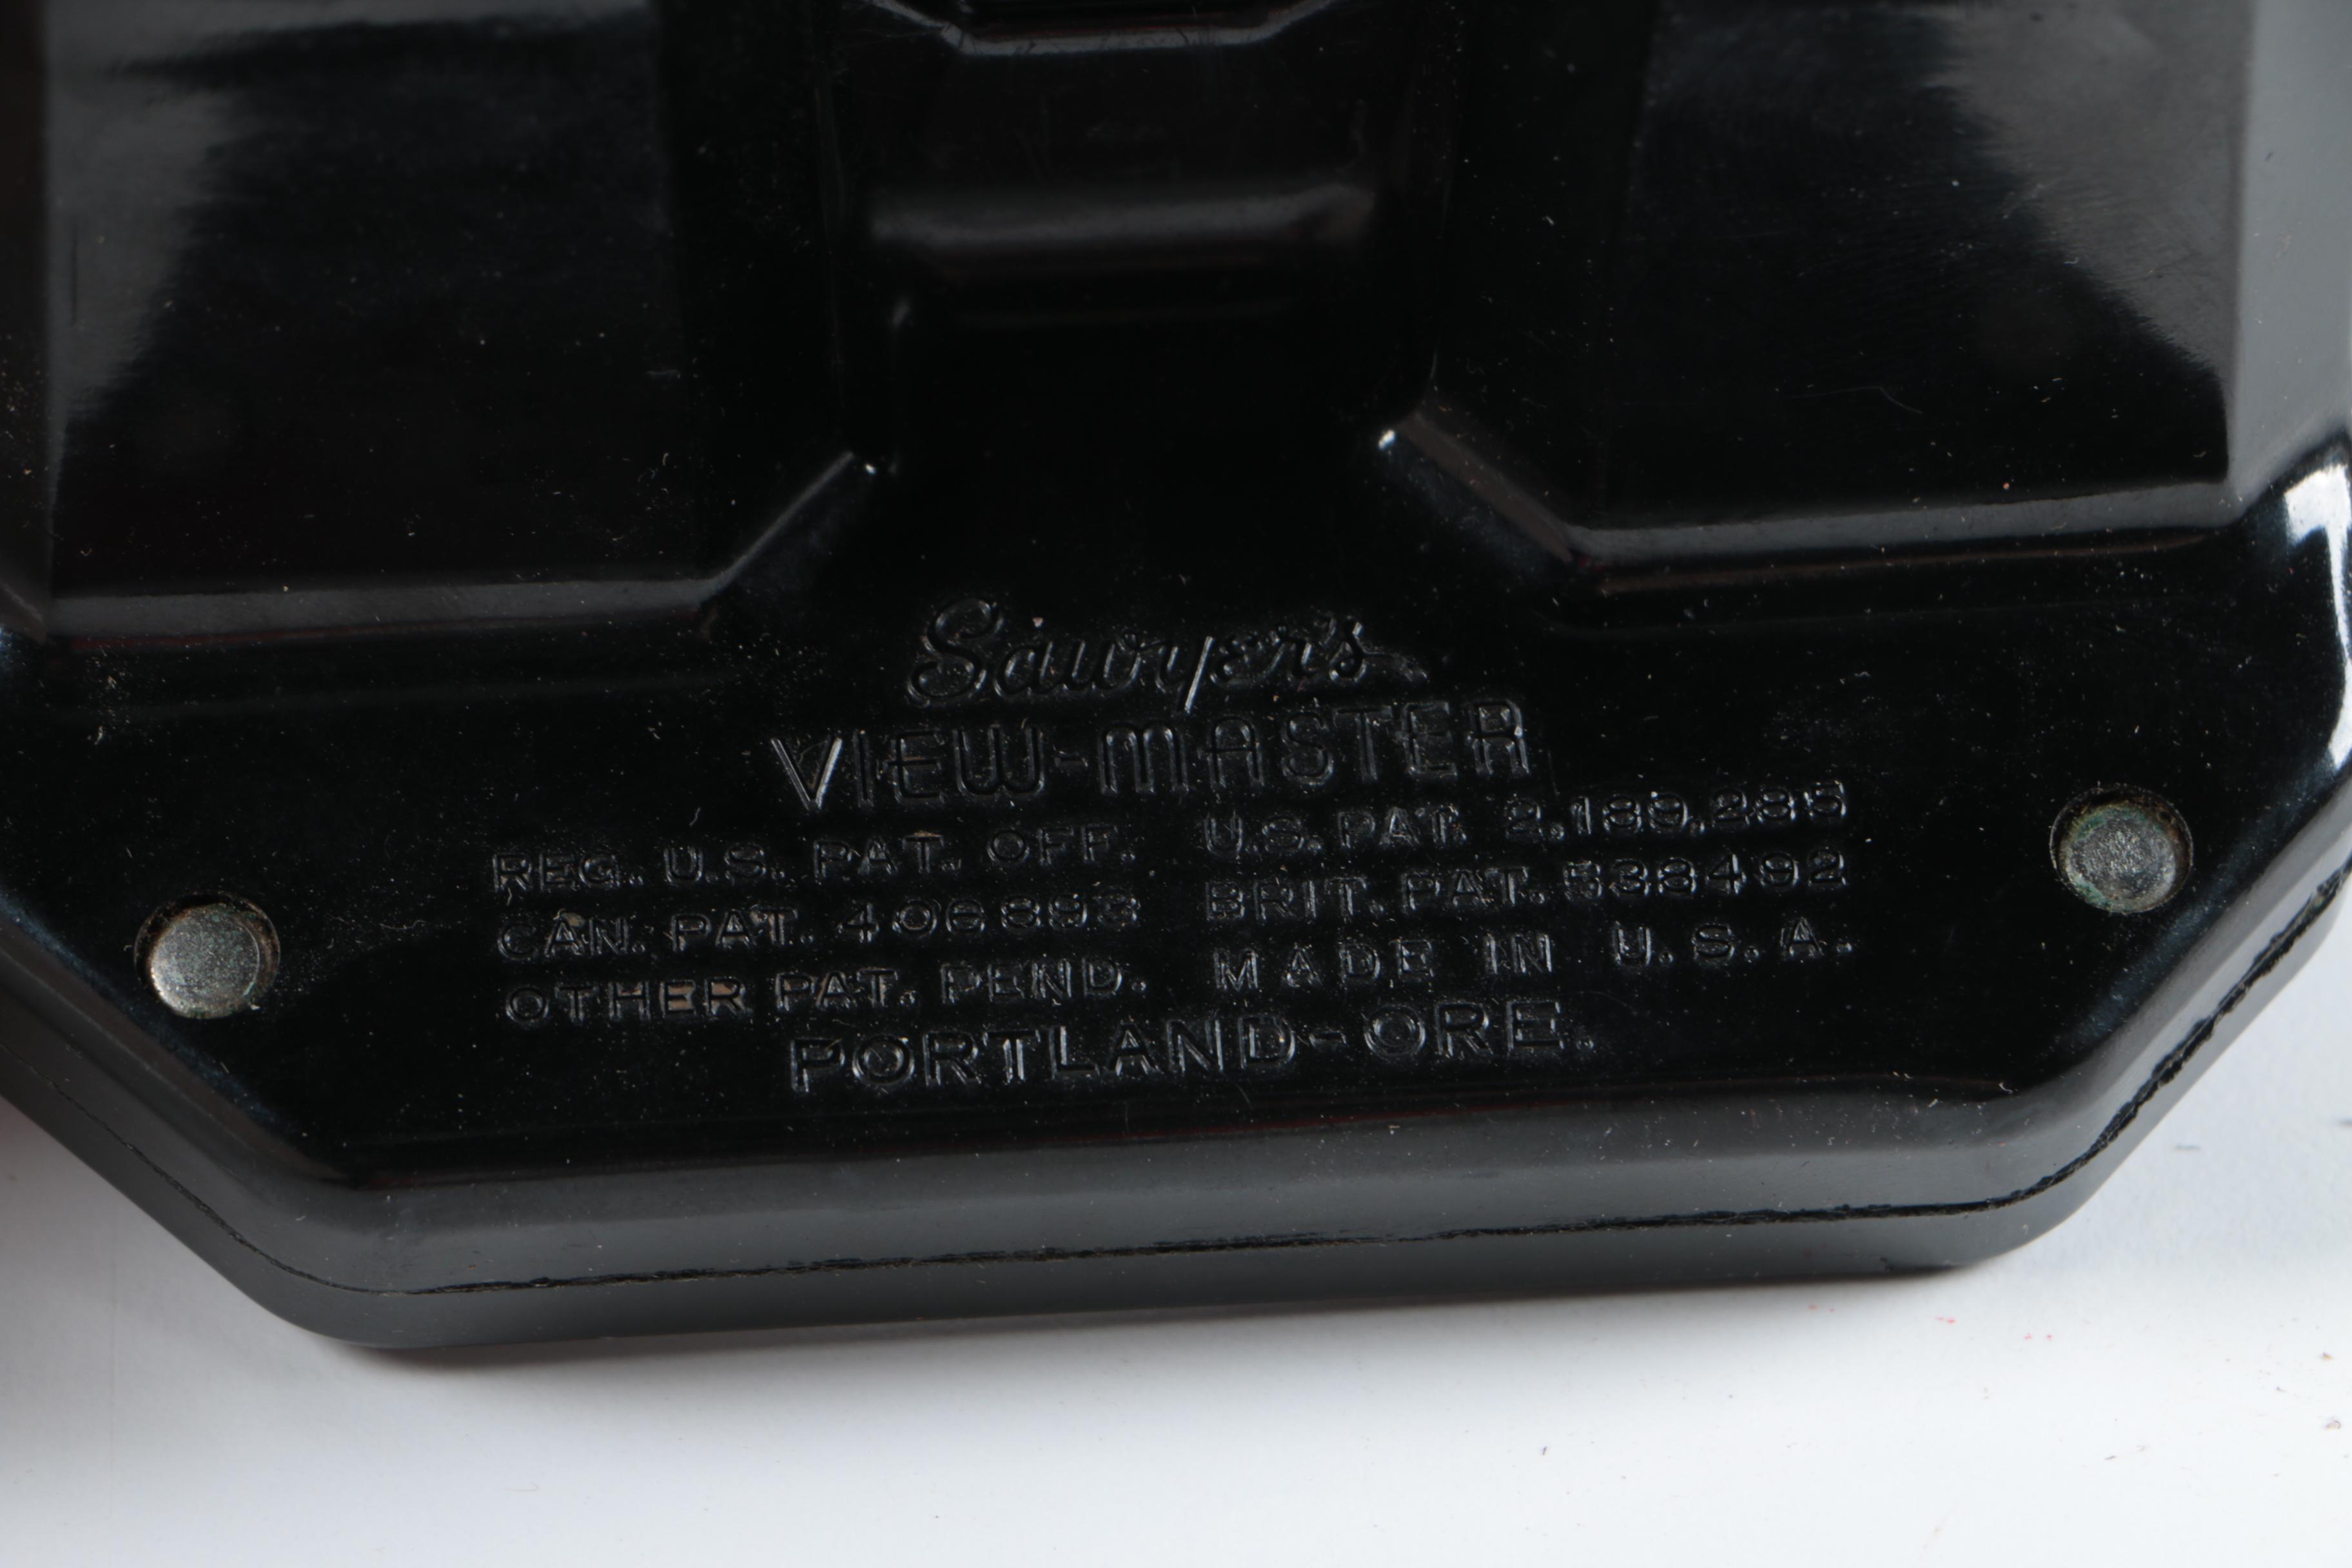 Sawyer's
VIEW-MASTER
REG. U.S. PAT. OFF. U.S. PAT. 2,189,285
CAN. PAT. 406893 BRIT. PAT. 538492
OTHER PAT. PEND. MADE IN U.S.A.
PORTLAND-ORE.